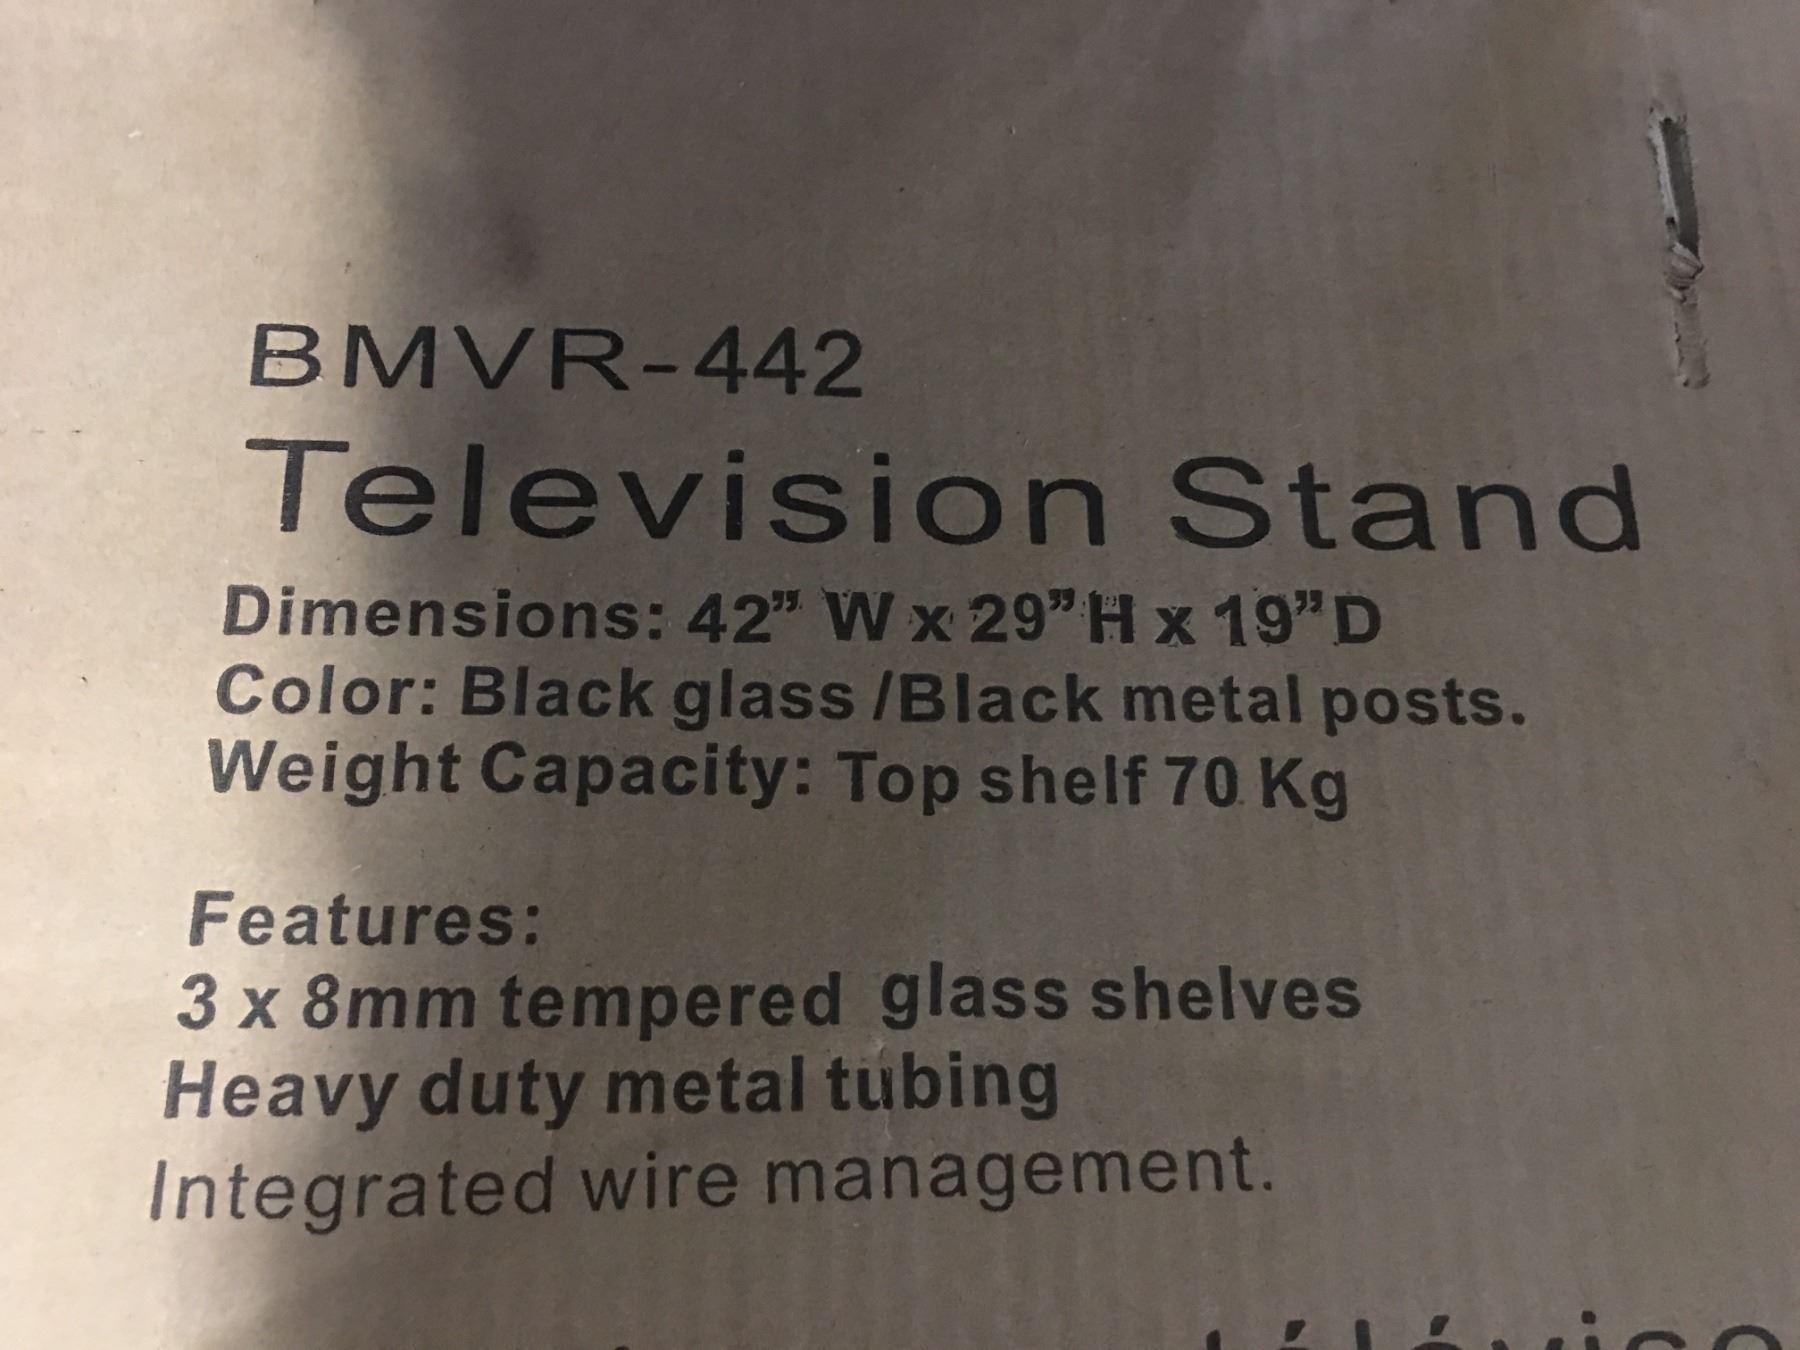 BMVR-442
Television Stand
Dimensions: 42” W x 29”H x 19”D
Color: Black glass /Black metal posts.
Weight Capacity: Top shelf 70 Kg
Features:
3 x 8mm tempered glass shelves
Heavy duty metal tubing
Integrated wire management.